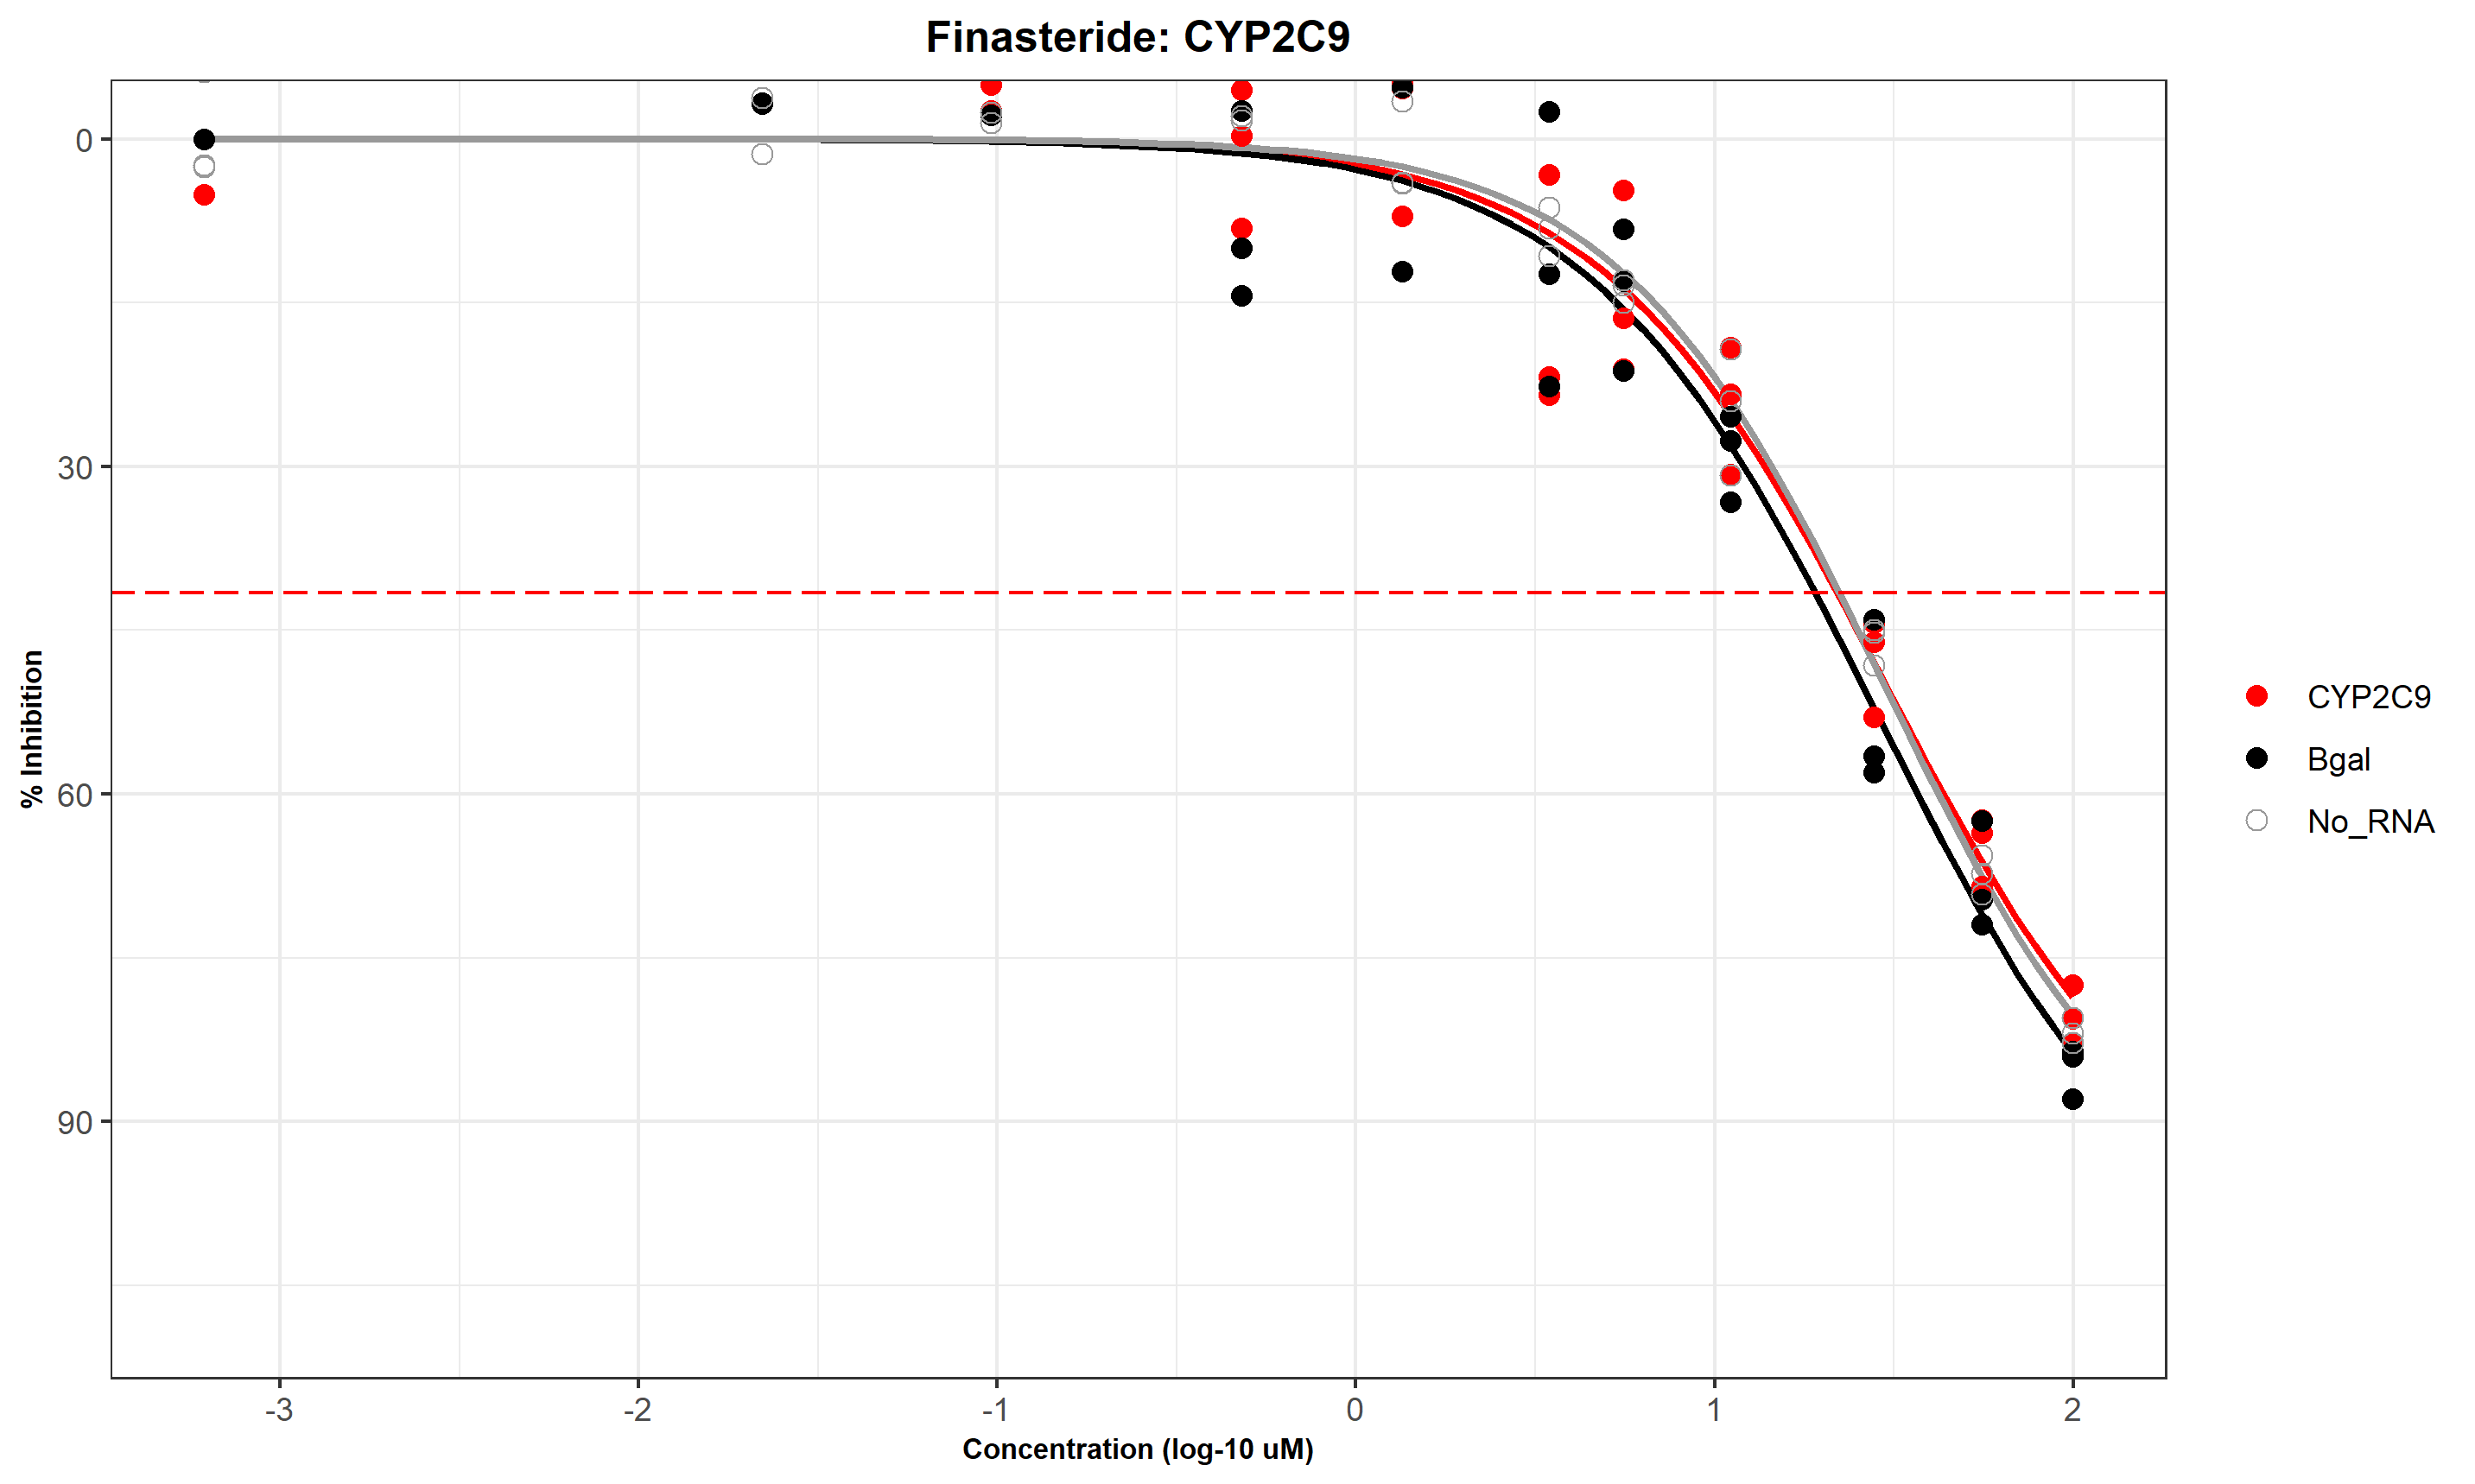 Finasteride: CYP2C9
% Inhibition
0
30
60
90
-3
-2
-1
0
1
2
Concentration (log-10 uM)
CYP2C9
Bgal
No_RNA